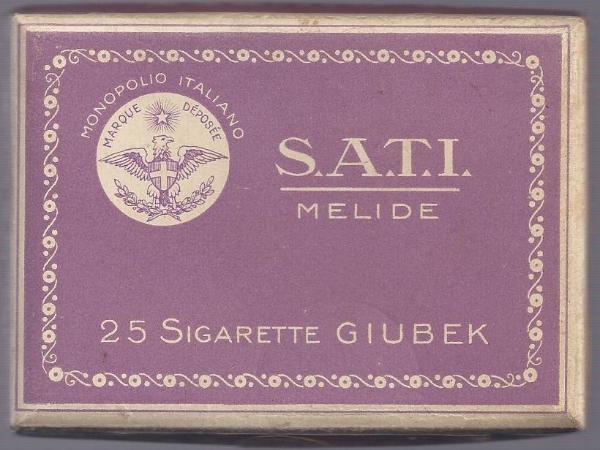 MONOPOLIO ITALIANO
MARQUE DÉPOSÉE
S.A.T.I.
MELIDE
25 SIGARETTE GIUBEK